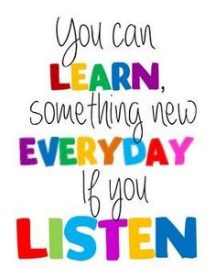 You can
LEARN,
something new
EVERYDAY
If you
LISTEN